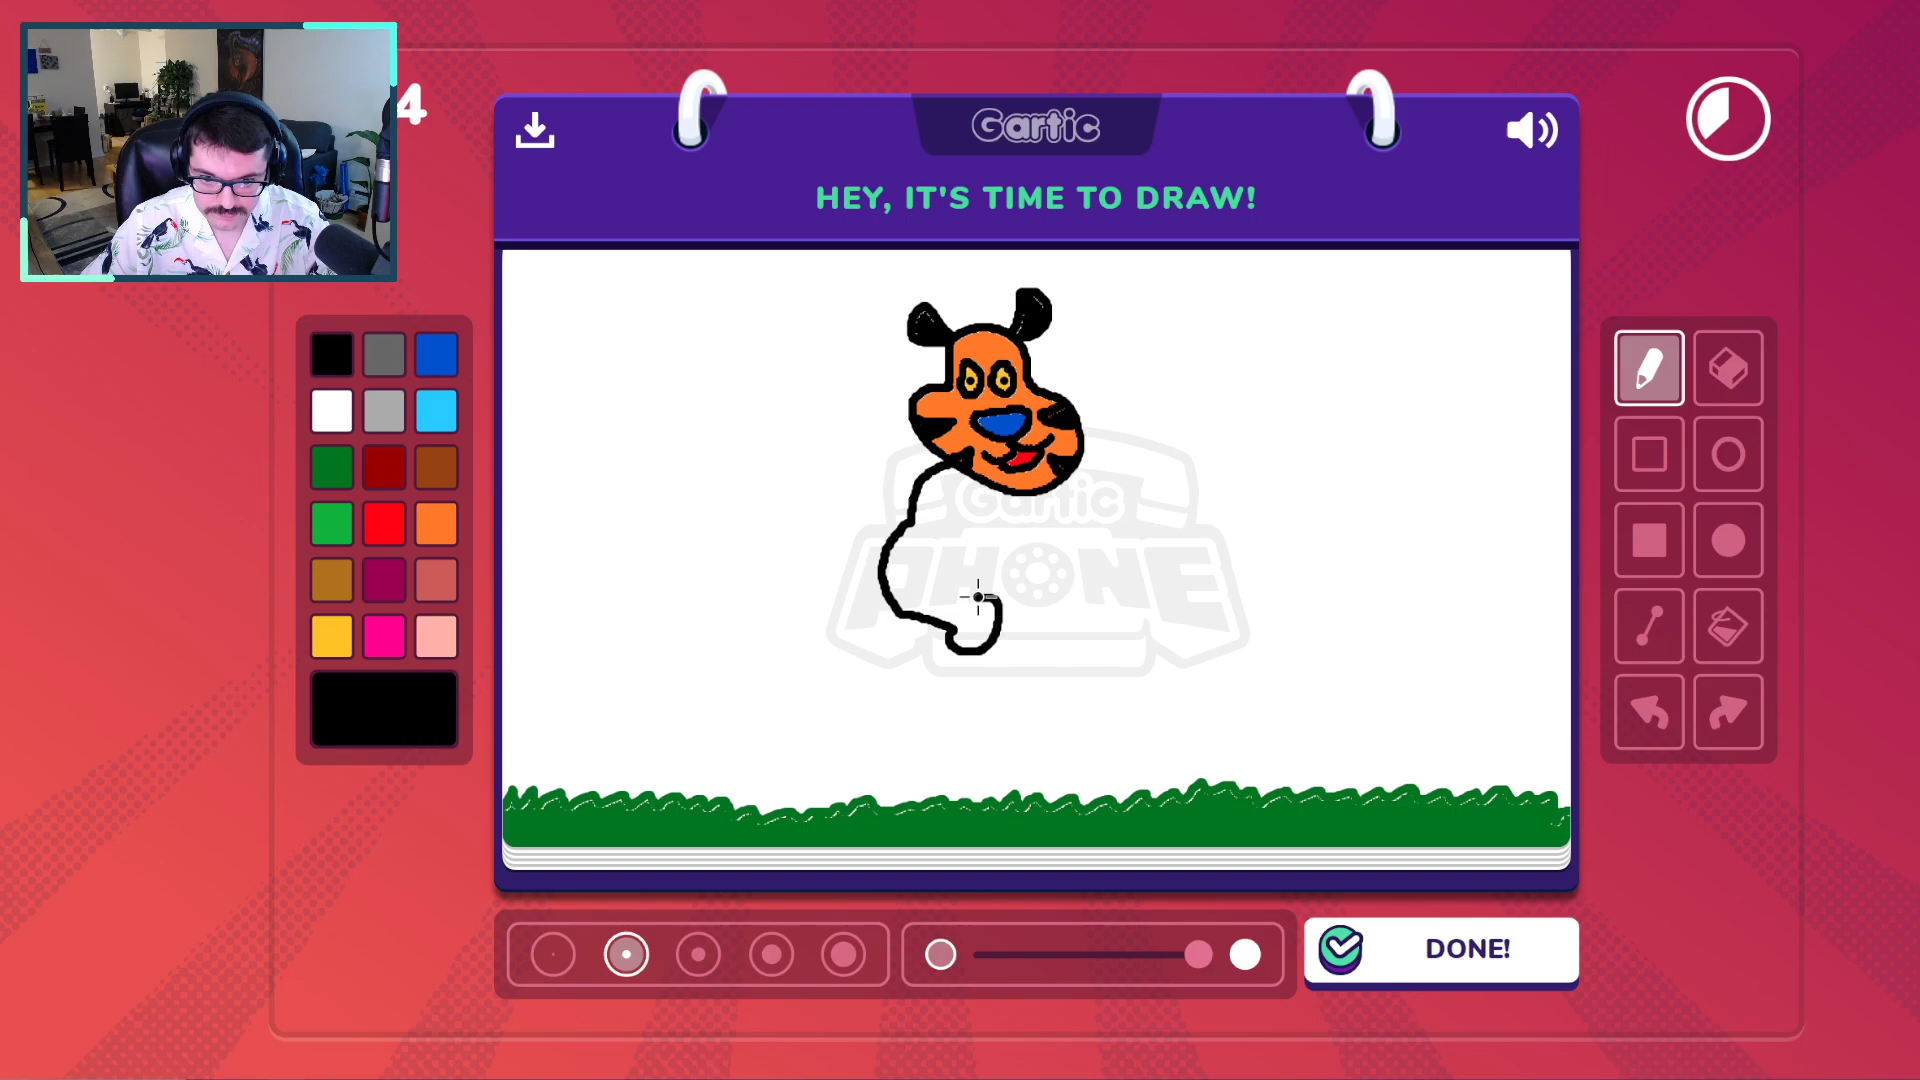 4
Gartic
HEY, IT'S TIME TO DRAW!
Gartic
PHONE
DONE!